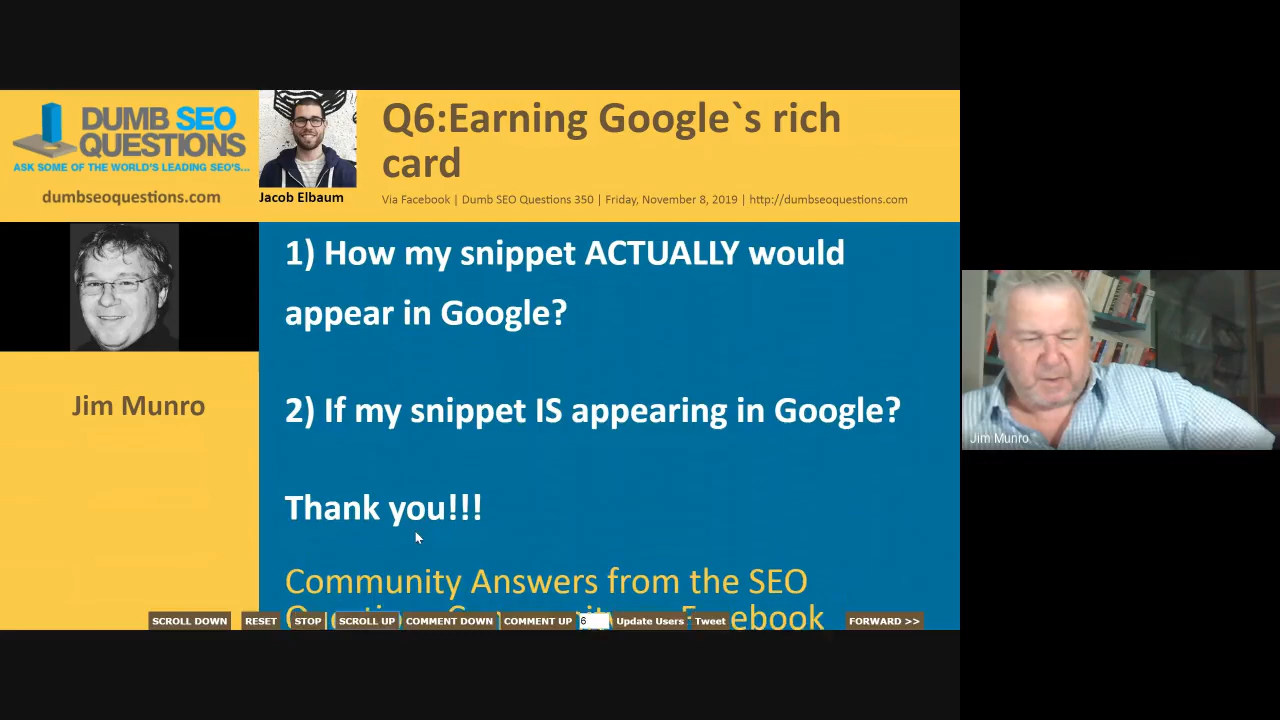 DUMB SEO
QUESTIONS
ASK SOME OF THE WORLD'S LEADING SEO'S...
dumbseoquestions.com
Jacob Elbaum
Q6:Earning Google`s rich
card
Via Facebook | Dumb SEO Questions 350 | Friday, November 8, 2019 | http://dumbseoquestions.com
Jim Munro
1) How my snippet ACTUALLY would
appear in Google?
2) If my snippet IS appearing in Google?
Thank you!!!
Community Answers from the SEO
ebook
SCROLL DOWN RESET STOP SCROLL UP COMMENT DOWN COMMENT UP 6 Update Users Tweet FORWARD >>
Jim Munro